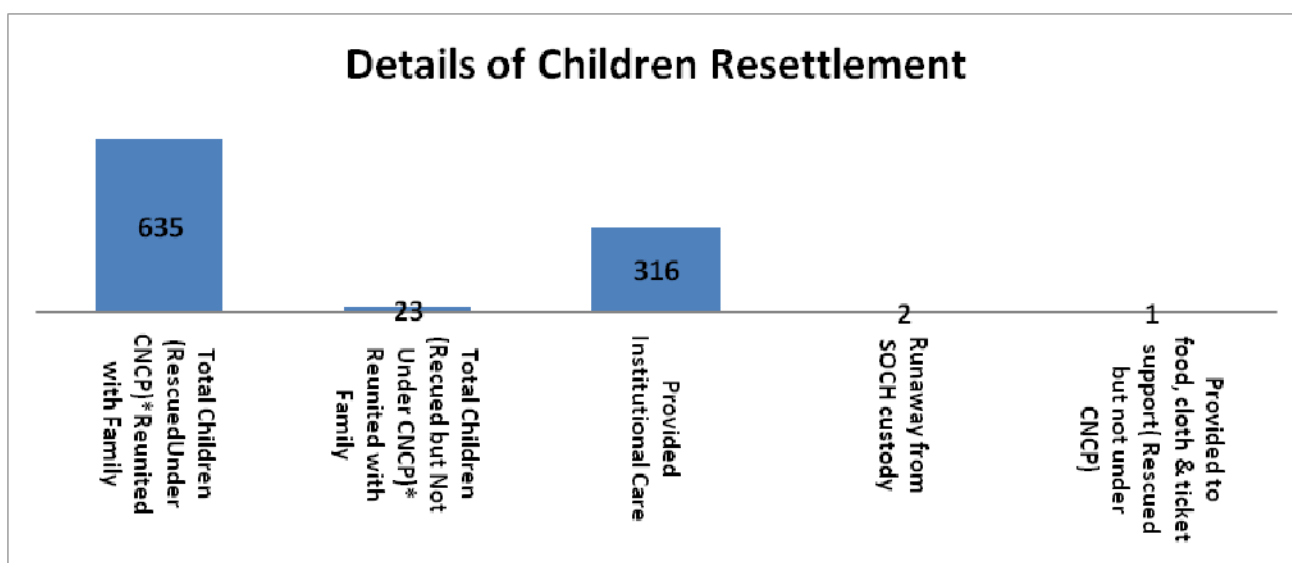 Details of Children Resettlement
635
23
316
2
1
Total Children
(RescuedUnder
CNCP)*Reunited
with Family
Total Children
(Recued but Not
Under CNCP)*
Reunited with
Family
Provided
Institutional Care
Runaway from
SOCH custody
Provided to
food, cloth & ticket
support( Rescued
but not under
CNCP)